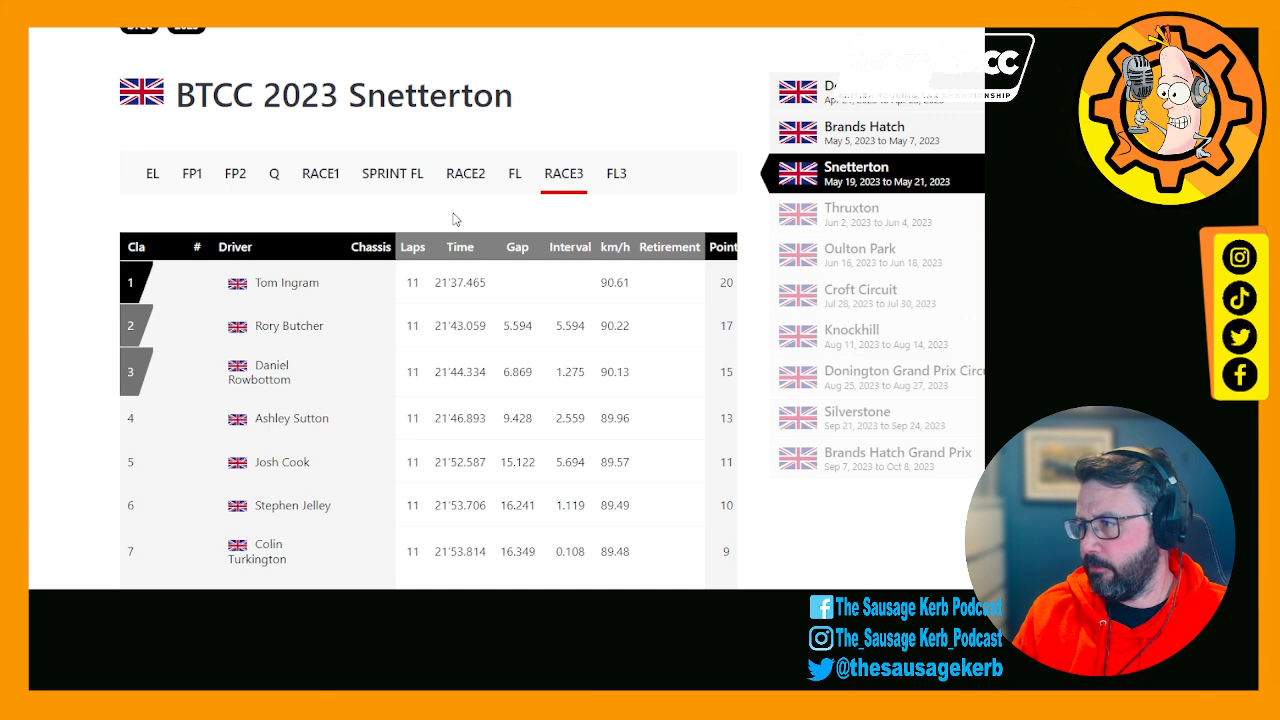 BTCC 2023 Snetterton
EL FP1 FP2 Q RACE1 SPRINT FL RACE2 FL RACE3 FL3
Cla # Driver Chassis Laps Time Gap Interval km/h Retirement Point
1 Tom Ingram 11 21'37.465 90.61 20
2 Rory Butcher 11 21'43.059 5.594 5.594 90.22 17
3 Daniel Rowbottom 11 21'44.334 6.869 1.275 90.13 15
4 Ashley Sutton 11 21'46.893 9.428 2.559 89.96 13
5 Josh Cook 11 21'52.587 15.122 5.694 89.57 11
6 Stephen Jelley 11 21'53.706 16.241 1.119 89.49 10
7 Colin Turkington 11 21'53.814 16.349 0.108 89.48 9
Brands Hatch
May 5, 2023 to May 7, 2023
Snetterton
May 19, 2023 to May 21, 2023
Thruxton
Jun 2, 2023 to Jun 4, 2023
Oulton Park
Jun 16, 2023 to Jun 18, 2023
Croft Circuit
Jul 28, 2023 to Jul 30, 2023
Knockhill
Aug 11, 2023 to Aug 14, 2023
Donington Grand Prix Circ
Aug 25, 2023 to Aug 27, 2023
Silverstone
Sep 21, 2023 to Sep 24, 2023
Brands Hatch Grand Prix
Sep 7, 2023 to Oct 8, 2023
The Sausage Kerb Podcast
The_Sausage Kerb_Podcast
@thesausagekerb